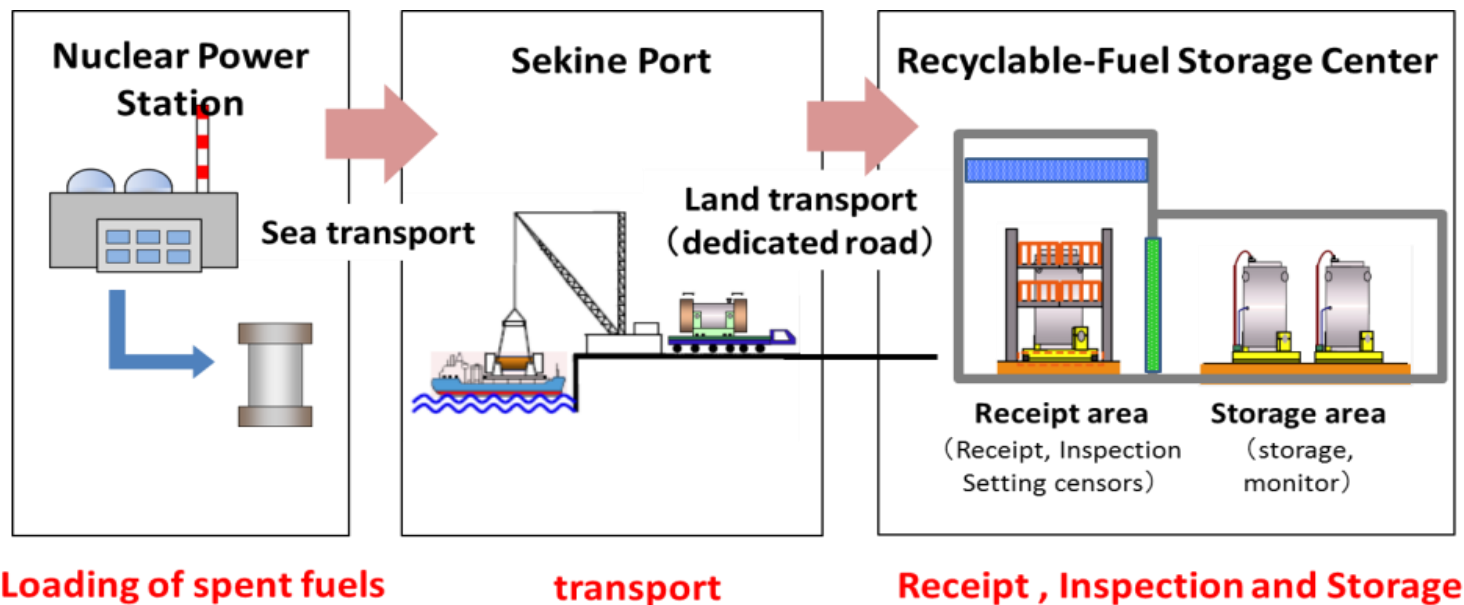 Nuclear Power
Station
Sea transport
Loading of spent fuels
Sekine Port
Land transport
（dedicated road）
transport
Recyclable-Fuel Storage Center
Receipt area
（Receipt, Inspection
Setting censors）
Storage area
（storage,
monitor）
Receipt , Inspection and Storage